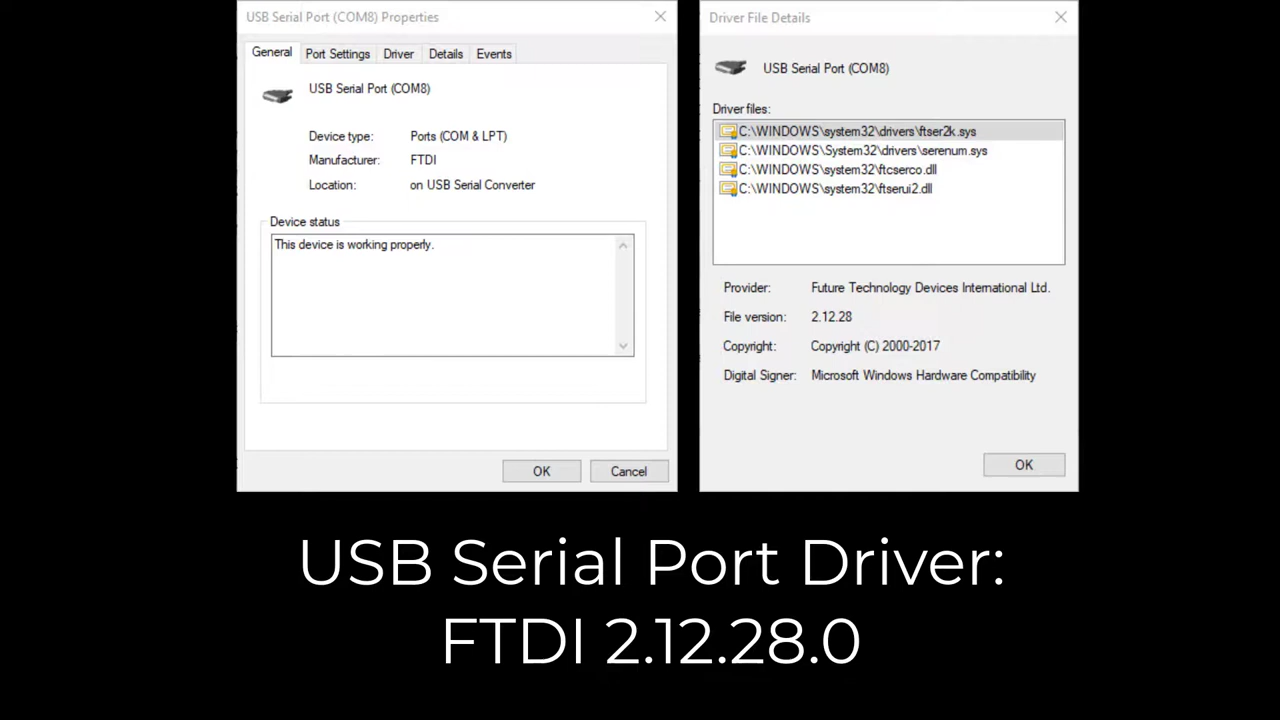 USB Serial Port (COM8) Properties
General Port Settings Driver Details Events
USB Serial Port (COM8)
Device type: Ports (COM & LPT)
Manufacturer: FTDI
Location: on USB Serial Converter
Device status
This device is working properly.
OK Cancel
Driver File Details
USB Serial Port (COM8)
Driver files:
C:\WINDOWS\system32\drivers\ftser2k.sys
C:\WINDOWS\System32\drivers\serenum.sys
C:\WINDOWS\system32\ftcserco.dll
C:\WINDOWS\system32\ftserui2.dll
Provider: Future Technology Devices International Ltd.
File version: 2.12.28
Copyright: Copyright (C) 2000-2017
Digital Signer: Microsoft Windows Hardware Compatibility
OK
USB Serial Port Driver:
FTDI 2.12.28.0